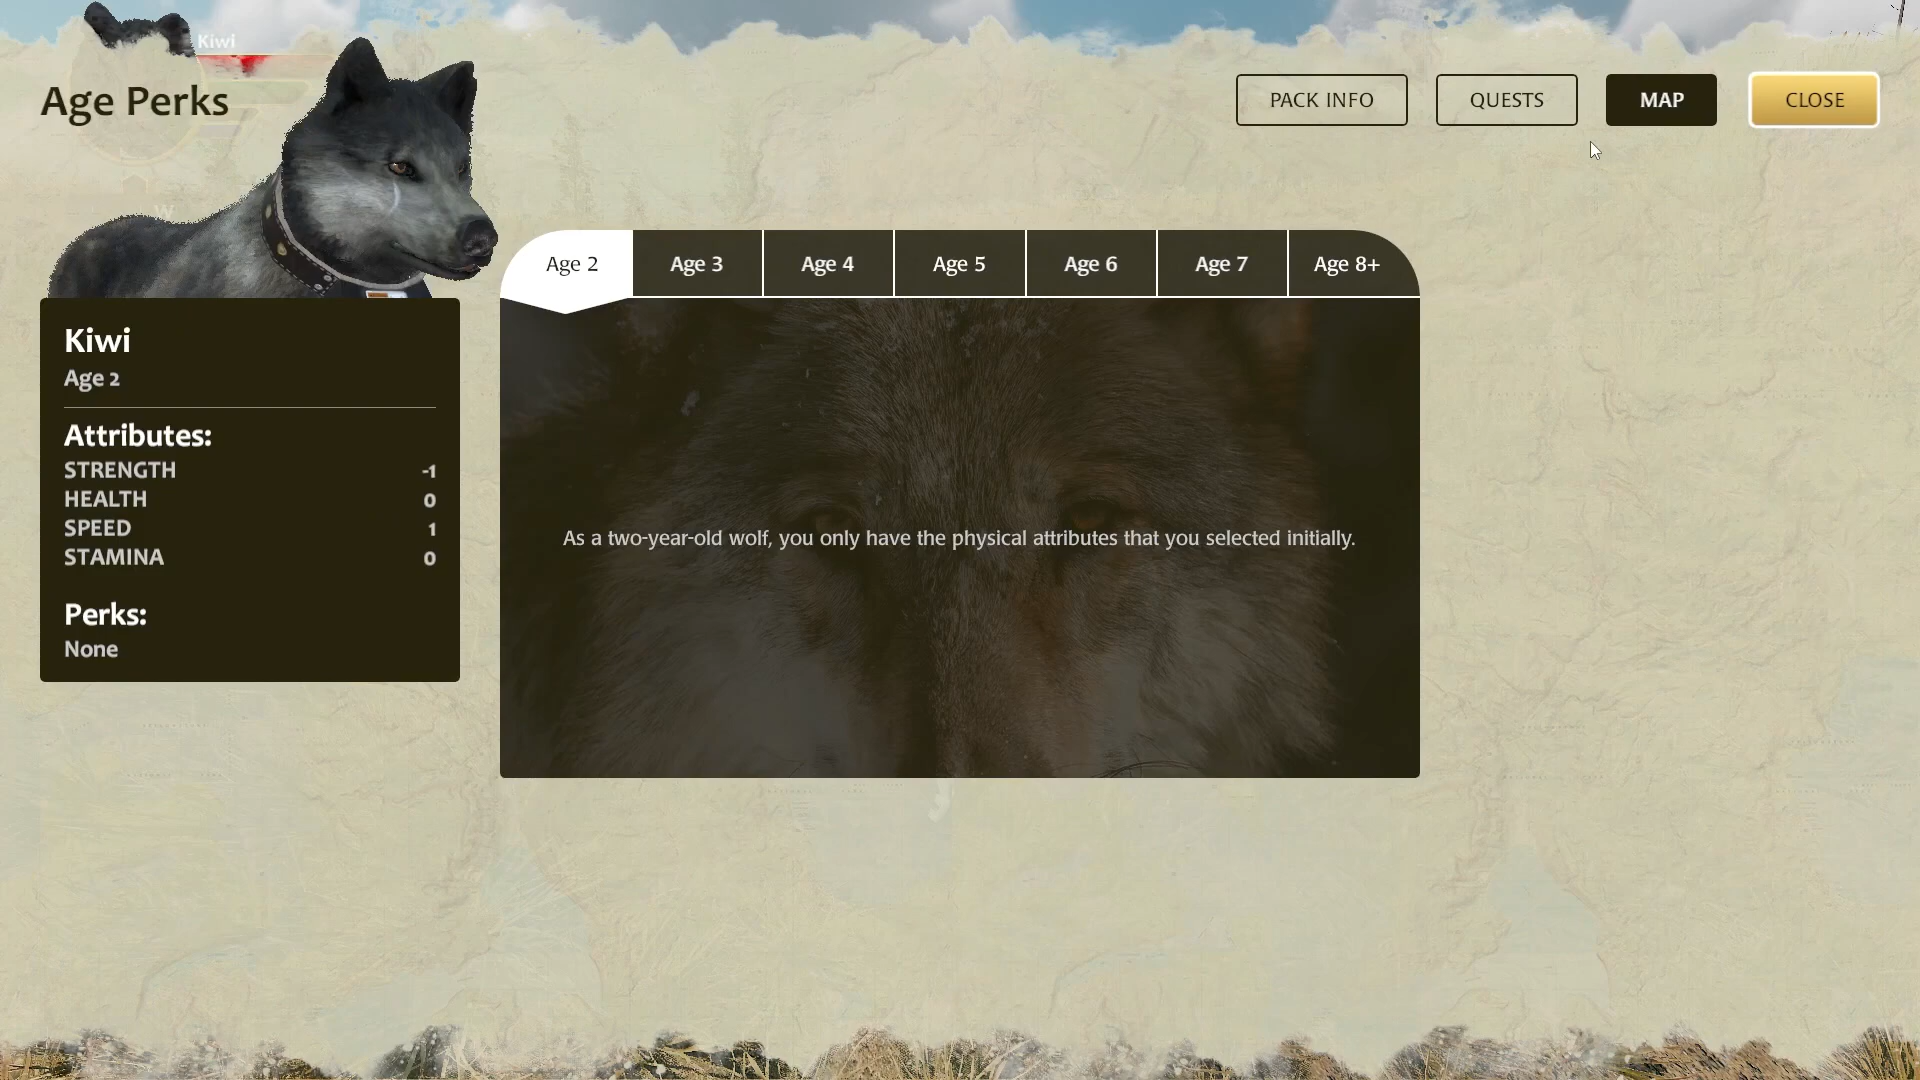 Kiwi
Age Perks
PACK INFO
QUESTS
MAP
CLOSE
W
Age 2
Age 3
Age 4
Age 5
Age 6
Age 7
Age 8+
Kiwi
Age 2
Attributes:
STRENGTH -1
HEALTH 0
SPEED 1
STAMINA 0
Perks:
None
As a two-year-old wolf, you only have the physical attributes that you selected initially.